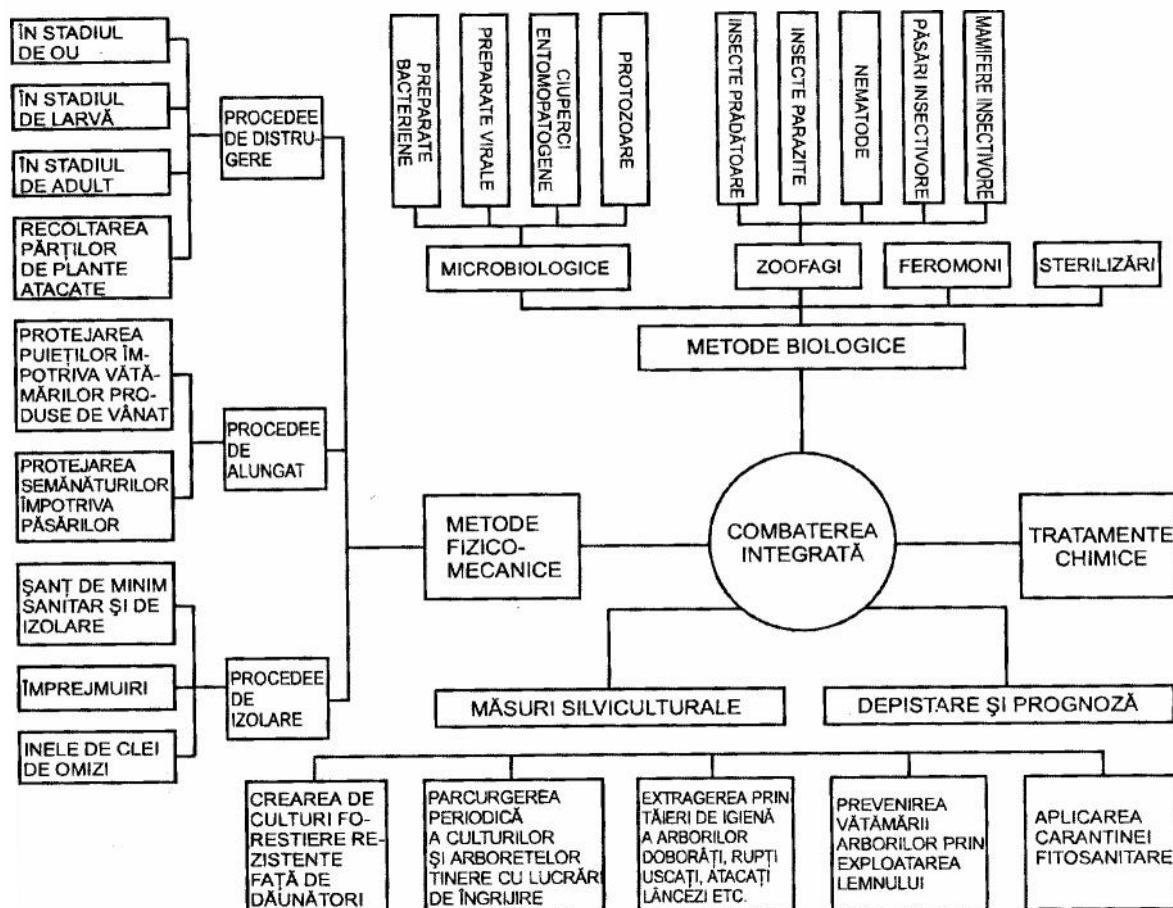 ÎN STADIUL
DE OU
ÎN STADIUL
DE LARVĂ
ÎN STADIUL
DE ADULT
RECOLTAREA
PĂRȚILOR
DE PLANTE
ATACATE
PROCEDEE
DE DISTRU-
GERE
PROTEJAREA
PUIEȚILOR ÎM-
POTRIVA VĂTĂ-
MĂRILOR PRO-
DUSE DE VÂNAT
PROTEJAREA
SEMĂNĂTURILOR
ÎMPOTRIVA
PĂSĂRILOR
PROCEDEE
DE
ALUNGAT
ȘANȚ DE MINIM
SANITAR ȘI DE
IZOLARE
ÎMPREJMUIRI
INELE DE CLEI
DE OMIZI
PROCEDEE
DE
IZOLARE
METODE
FIZICO-
MECANICE
PREPARATE
BACTERIENE
PREPARATE VIRALE
CIUPERCI
ENTOMOPATOGENE
PROTOZOARE
INSECTE PRĂDĂTOARE
INSECTE PARAZITE
NEMATODE
PĂSĂRI INSECTIVORE
MAMIFERE INSECTIVORE
MICROBIOLOGICE
ZOOFAGI
FEROMONI
STERILIZĂRI
METODE BIOLOGICE
COMBATEREA
INTEGRATĂ
TRATAMENTE
CHIMICE
MĂSURI SILVICULTURALE
DEPISTARE ȘI PROGNOZĂ
CREAREA DE
CULTURI FO-
RESTIERE RE-
ZISTENTE
FAȚĂ DE
DĂUNĂTORI
PARCURGEREA
PERIODICĂ
A CULTURILOR
ȘI ARBORETELOR
TINERE CU LUCRĂRI
DE ÎNGRIJIRE
EXTRAGEREA PRIN
TĂIERI DE IGIENĂ
A ARBORILOR
DOBORÂȚI, RUPȚI
USCAȚI, ATACAȚI
LÂNCEZI ETC.
PREVENIREA
VĂTĂMĂRII
ARBORILOR PRIN
EXPLOATAREA
LEMNULUI
APLICAREA
CARANTINEI
FITOSANITARE